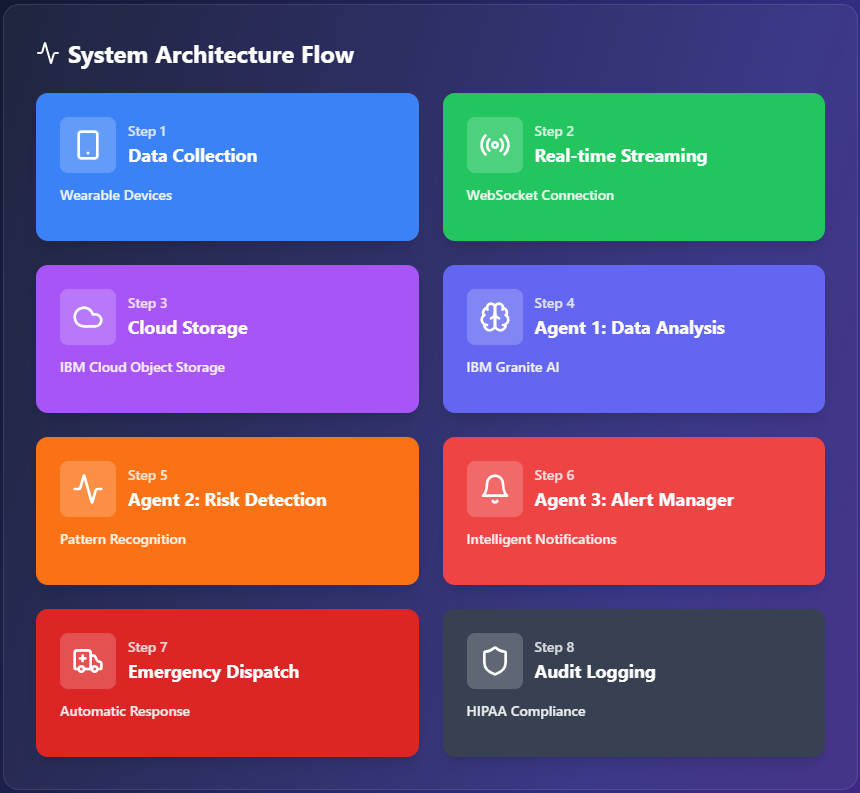 System Architecture Flow
Step 1
Data Collection
Wearable Devices
Step 2
Real-time Streaming
WebSocket Connection
Step 3
Cloud Storage
IBM Cloud Object Storage
Step 4
Agent 1: Data Analysis
IBM Granite AI
Step 5
Agent 2: Risk Detection
Pattern Recognition
Step 6
Agent 3: Alert Manager
Intelligent Notifications
Step 7
Emergency Dispatch
Automatic Response
Step 8
Audit Logging
HIPAA Compliance